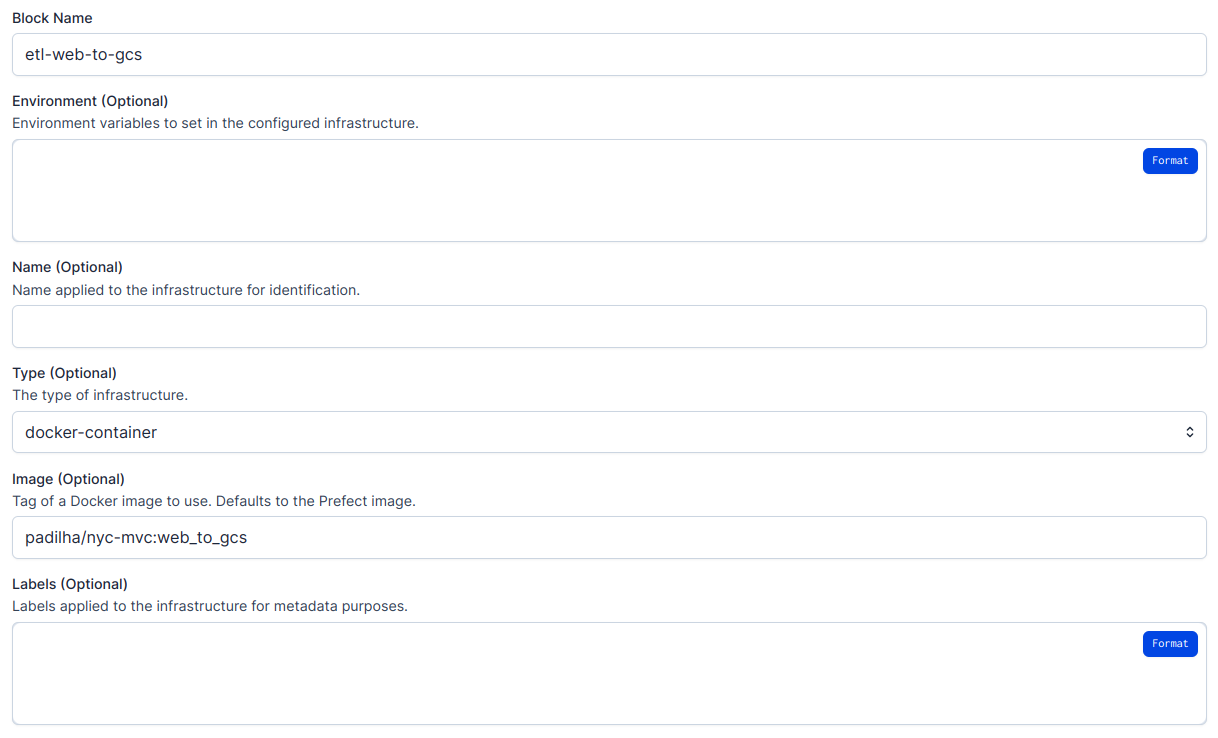 Block Name
etl-web-to-gcs
Environment (Optional)
Environment variables to set in the configured infrastructure.
Format
Name (Optional)
Name applied to the infrastructure for identification.
Type (Optional)
The type of infrastructure.
docker-container
Image (Optional)
Tag of a Docker image to use. Defaults to the Prefect image.
padilha/nyc-mvc:web_to_gcs
Labels (Optional)
Labels applied to the infrastructure for metadata purposes.
Format